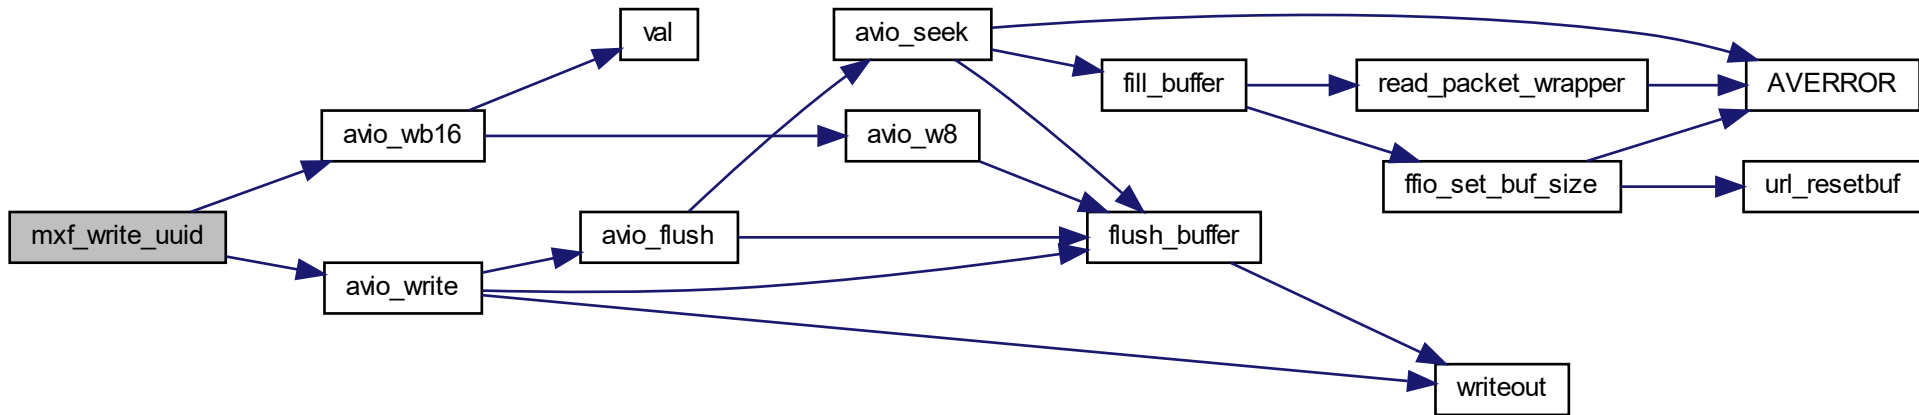 mxf_write_uuid
avio_wb16
val
avio_write
avio_flush
avio_seek
avio_w8
flush_buffer
fill_buffer
read_packet_wrapper
ffio_set_buf_size
AVERROR
url_resetbuf
writeout